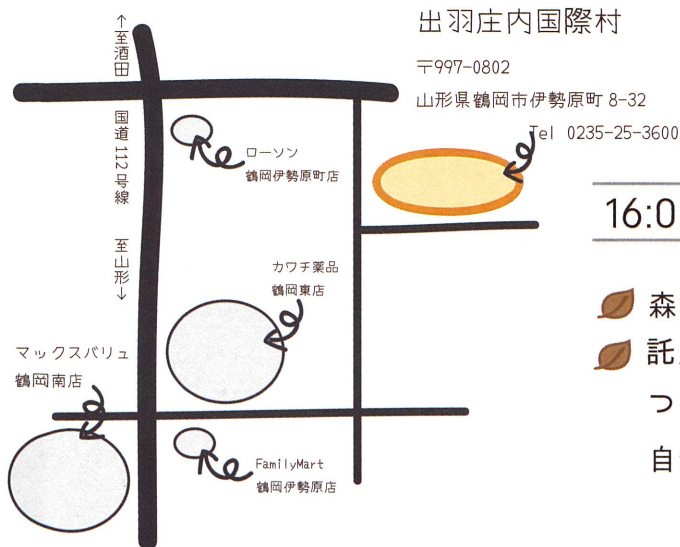 出羽庄内国際村
〒997-0802
山形県鶴岡市伊勢原町 8-32
Tel 0235-25-3600
↑至酒田
国道112号線
至山形↓
ローソン
鶴岡伊勢原町店
カワチ薬品
鶴岡東店
マックスバリュ
鶴岡南店
FamilyMart
鶴岡伊勢原店
16:0
森
託
つ
自